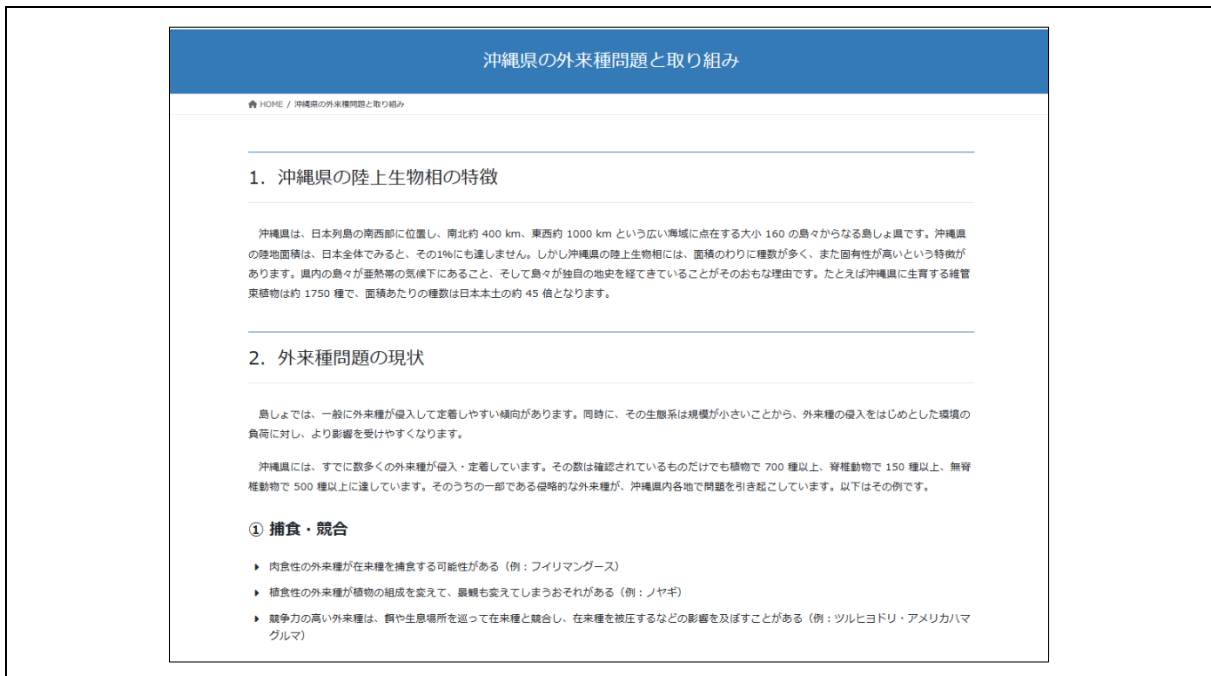 沖縄県の外来種問題と取り組み
HOME / 沖縄県の外来種問題と取り組み
1. 沖縄県の陸上生物相の特徴
沖縄県は、日本列島の南西部に位置し、南北約 400 km、東西約 1000 km という広い海域に点在する大小 160 の島々からなる島しょ県です。沖縄県
の陸地面積は、日本全体でみると、その1%にも達しません。しかし沖縄県の陸上生物相には、面積のわりに種数が多く、また固有性が高いという特徴が
あります。県内の島々が亜熱帯の気候下にあること、そして島々が独自の地史を経てきていることがそのおもな理由です。たとえば沖縄県に生育する維管
束植物は約 1750 種で、面積あたりの種数は日本本土の約 45 倍となります。
2. 外来種問題の現状
島しょでは、一般に外来種が侵入して定着しやすい傾向があります。同時に、その生態系は規模が小さいことから、外来種の侵入をはじめとした環境の
負荷に対し、より影響を受けやすくなります。
沖縄県には、すでに数多くの外来種が侵入・定着しています。その数は確認されているものだけでも植物で 700 種以上、脊椎動物で 150 種以上、無脊
椎動物で 500 種以上に達しています。そのうちの一部である侵略的な外来種が、沖縄県内各地で問題を引き起こしています。以下はその例です。
① 捕食・競合
肉食性の外来種が在来種を捕食する可能性がある（例：フイリマングース）
植食性の外来種が植物の組成を変えて、景観も変えてしまうおそれがある（例：ノヤギ）
競争力の高い外来種は、餌や生息場所を巡って在来種と競合し、在来種を被圧するなどの影響を及ぼすことがある（例：ツルヒヨドリ・アメリカハマ
グルマ）